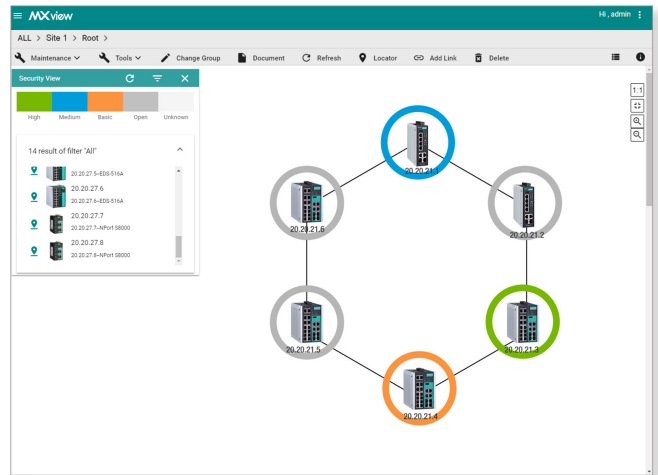 MXview
Hi , admin
ALL > Site 1 > Root >
Maintenance
Tools
Change Group
Document
Refresh
Locator
Add Link
Delete
Security View
High
Medium
Basic
Open
Unknown
14 result of filter "All"
20.20.27.5–EDS-516A
20.20.27.6
20.20.27.6–EDS-516A
20.20.27.7
20.20.27.7–NPort S8000
20.20.27.8
20.20.27.8–NPort S8000
1:1
20.20.21.1
20.20.21.6
20.20.21.2
20.20.21.5
20.20.21.3
20.20.21.4